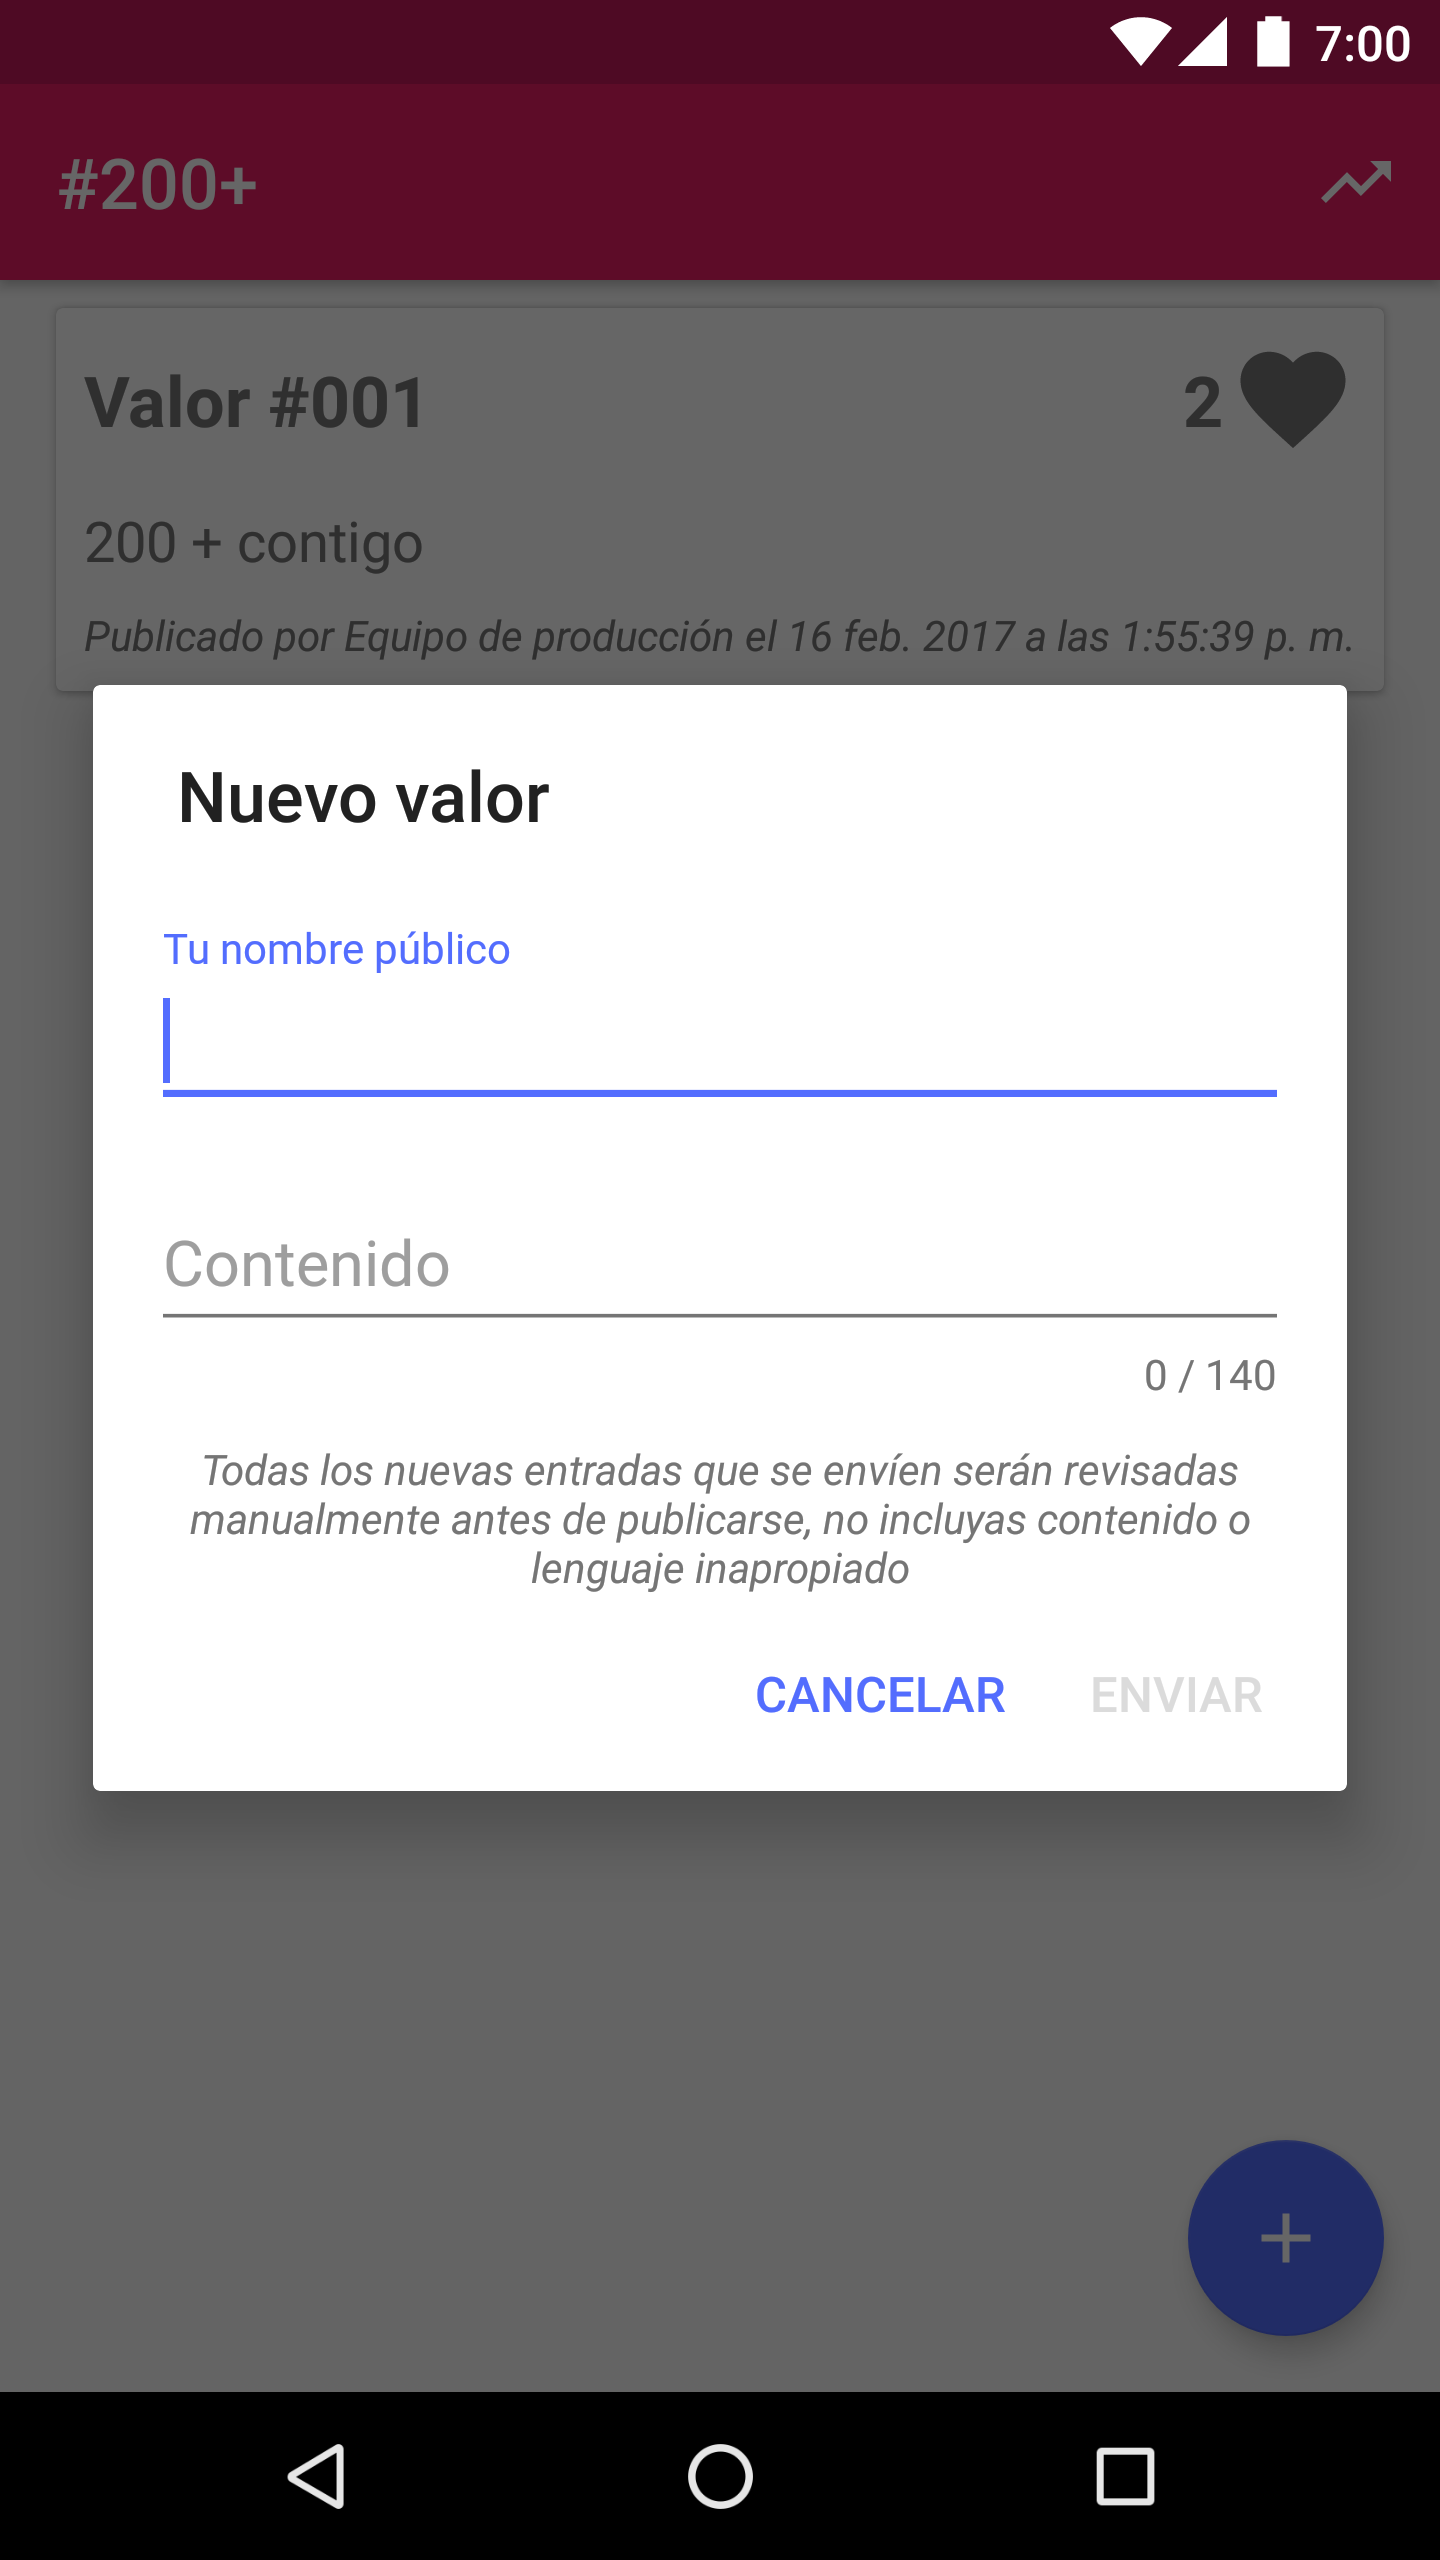 7:00
#200+
Valor #001
2
200 + contigo
Publicado por Equipo de producción el 16 feb. 2017 a las 1:55:39 p. m.
Nuevo valor
Tu nombre público
Contenido
0 / 140
Todas los nuevas entradas que se envíen serán revisadas
manualmente antes de publicarse, no incluyas contenido o
lenguaje inapropiado
CANCELAR
ENVIAR